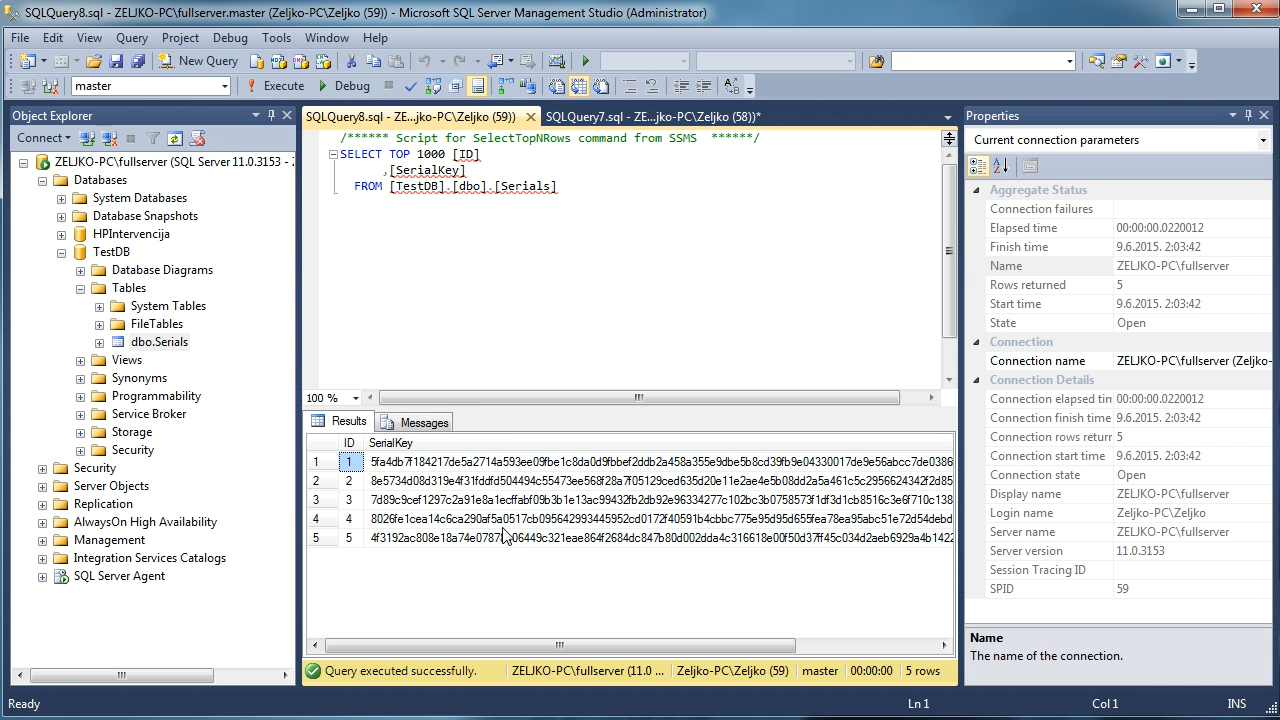 SQLQuery8.sql - ZELJKO-PC\fullserver.master (Zeljko-PC\Zeljko (59)) - Microsoft SQL Server Management Studio (Administrator)
File Edit View Query Project Debug Tools Window Help
New Query
master Execute Debug
Object Explorer
Connect
ZELJKO-PC\fullserver (SQL Server 11.0.3153 - Z
Databases
System Databases
Database Snapshots
HPIntervencija
TestDB
Database Diagrams
Tables
System Tables
FileTables
dbo.Serials
Views
Synonyms
Programmability
Service Broker
Storage
Security
Security
Server Objects
Replication
AlwaysOn High Availability
Management
Integration Services Catalogs
SQL Server Agent
SQLQuery8.sql - ZE...jko-PC\Zeljko (59)) SQLQuery7.sql - ZE...jko-PC\Zeljko (58))*
/****** Script for SelectTopNRows command from SSMS ******/
SELECT TOP 1000 [ID]
,[SerialKey]
FROM [TestDB].[dbo].[Serials]
100 %
Results Messages
ID SerialKey
1 1
2 2
3 3
4 4
5 5
Query executed successfully. ZELJKO-PC\fullserver (11.0 ... Zeljko-PC\Zeljko (59) master 00:00:00 5 rows
Properties
Current connection parameters
Aggregate Status
Connection failures
Elapsed time 00:00:00.0220012
Finish time 9.6.2015. 2:03:42
Name ZELJKO-PC\fullserver
Rows returned 5
Start time 9.6.2015. 2:03:42
State Open
Connection
Connection name ZELJKO-PC\fullserver (Zeljko-
Connection Details
Connection elapsed tim 00:00:00.0220012
Connection finish time 9.6.2015. 2:03:42
Connection rows returr 5
Connection start time 9.6.2015. 2:03:42
Connection state Open
Display name ZELJKO-PC\fullserver
Login name Zeljko-PC\Zeljko
Server name ZELJKO-PC\fullserver
Server version 11.0.3153
Session Tracing ID
SPID 59
Name
The name of the connection.
Ready Ln 1 Col 1 INS